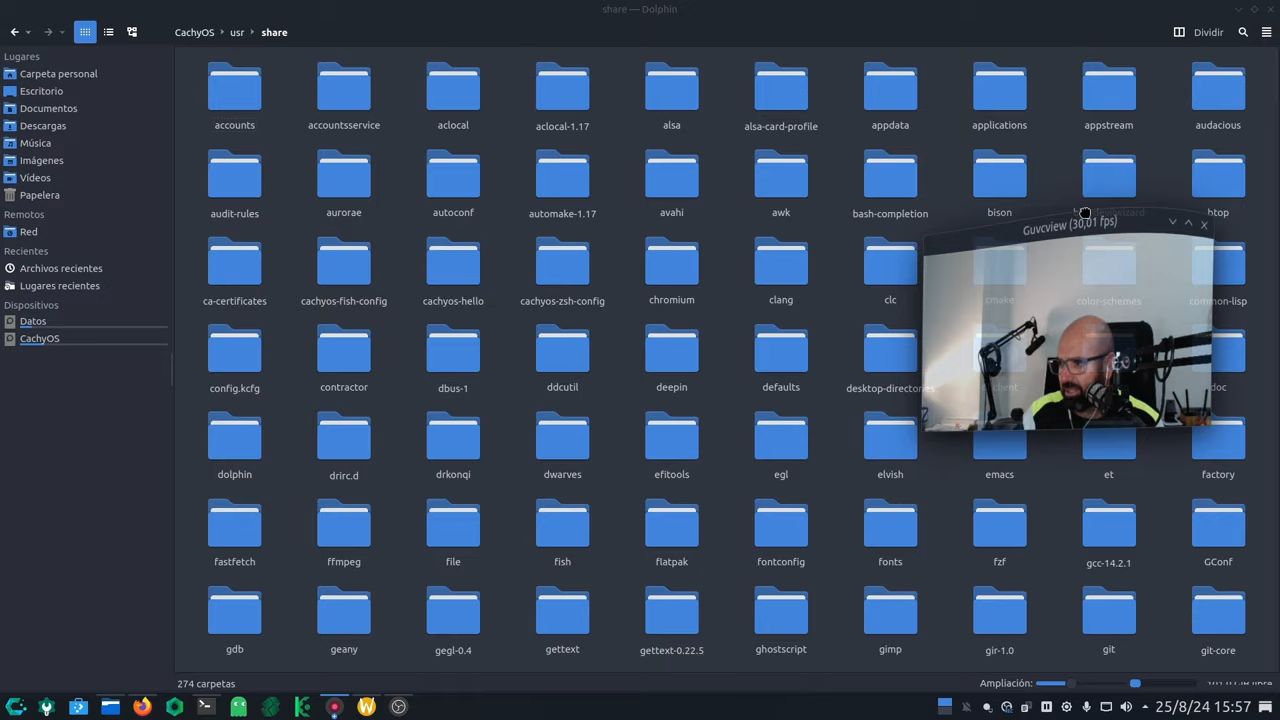 share — Dolphin
CachyOS > usr > share
Dividir
Lugares
Carpeta personal
Escritorio
Documentos
Descargas
Música
Imágenes
Vídeos
Papelera
Remotos
Red
Recientes
Archivos recientes
Lugares recientes
Dispositivos
Datos
CachyOS
accounts accountsservice aclocal aclocal-1.17 alsa alsa-card-profile appdata applications appstream audacious
audit-rules aurorae autoconf automake-1.17 avahi awk bash-completion bison htop
Guvcview (30,01 fps)
ca-certificates cachyos-fish-config cachyos-hello cachyos-zsh-config chromium clang clc cmake color-schemes common-lisp
config.kcfg contractor dbus-1 ddcutil deepin defaults desktop-directories doc
dolphin drirc.d drkonqi dwarves efitools egl elvish emacs et factory
fastfetch ffmpeg file fish flatpak fontconfig fonts fzf gcc-14.2.1 GConf
gdb geany gegl-0.4 gettext gettext-0.22.5 ghostscript gimp gir-1.0 git git-core
274 carpetas
Ampliación:
25/8/24 15:57